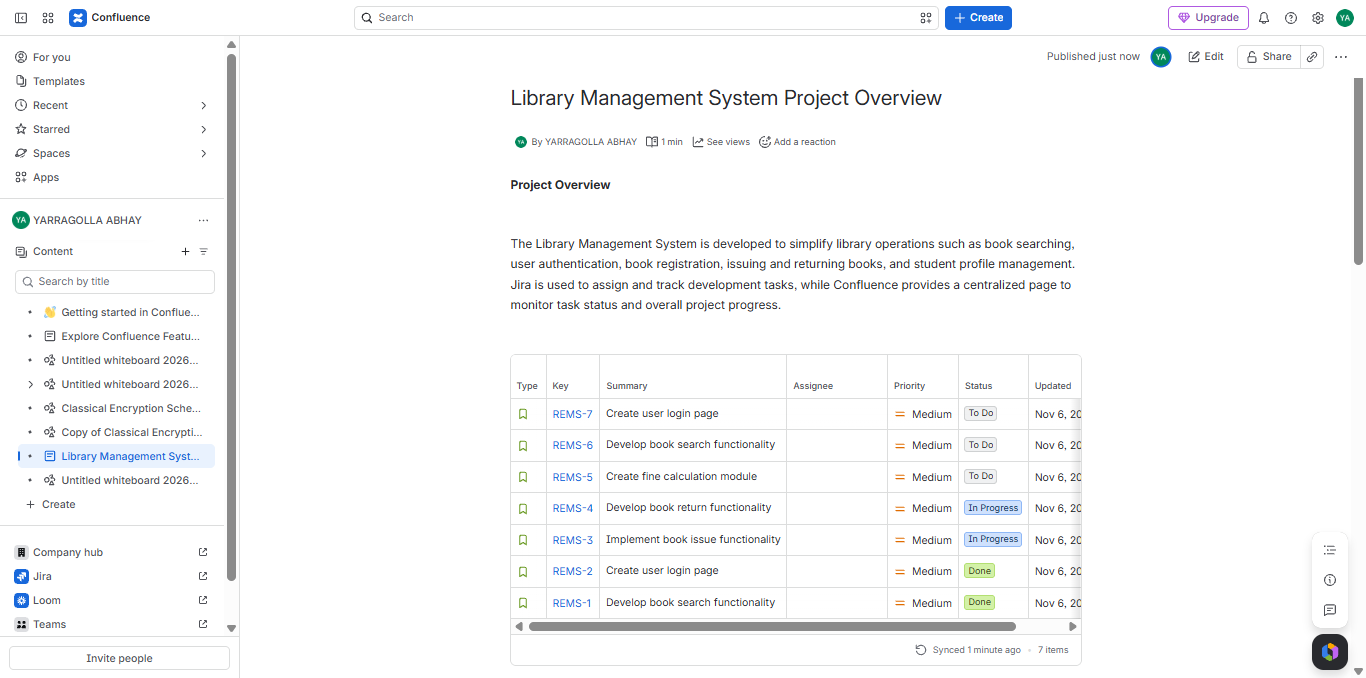 Confluence
Search
Create
Upgrade
YA
For you
Templates
Recent
Starred
Spaces
Apps
YA YARRAGOLLA ABHAY
Content
Search by title
Getting started in Conflue...
Explore Confluence Featu...
Untitled whiteboard 2026...
Untitled whiteboard 2026...
Classical Encryption Sche...
Copy of Classical Encrypti...
Library Management Syst...
Untitled whiteboard 2026...
Create
Company hub
Jira
Loom
Teams
Invite people
Published just now YA Edit Share
Library Management System Project Overview
YA By YARRAGOLLA ABHAY 1 min See views Add a reaction
Project Overview
The Library Management System is developed to simplify library operations such as book searching,
user authentication, book registration, issuing and returning books, and student profile management.
Jira is used to assign and track development tasks, while Confluence provides a centralized page to
monitor task status and overall project progress.
Type Key Summary Assignee Priority Status Updated
REMS-7 Create user login page Medium To Do Nov 6, 20
REMS-6 Develop book search functionality Medium To Do Nov 6, 20
REMS-5 Create fine calculation module Medium To Do Nov 6, 20
REMS-4 Develop book return functionality Medium In Progress Nov 6, 20
REMS-3 Implement book issue functionality Medium In Progress Nov 6, 20
REMS-2 Create user login page Medium Done Nov 6, 20
REMS-1 Develop book search functionality Medium Done Nov 6, 20
Synced 1 minute ago • 7 items